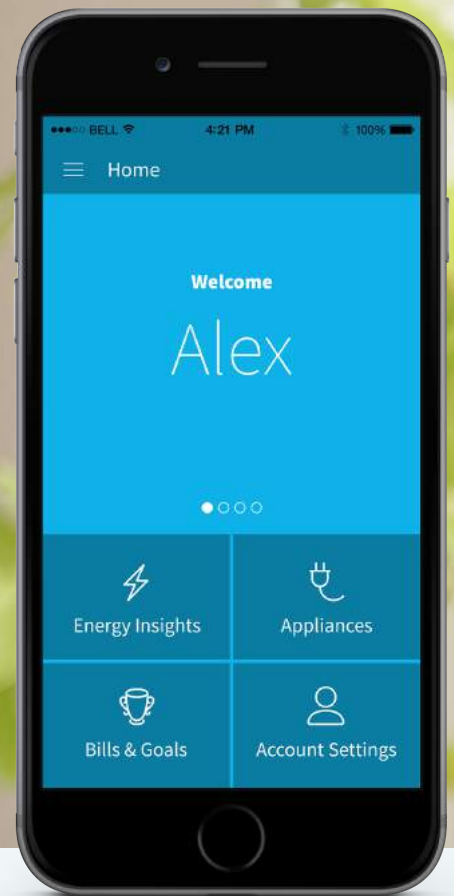 BELL 4:21 PM 100%
Home
Welcome
Alex
Energy Insights Appliances
Bills & Goals Account Settings